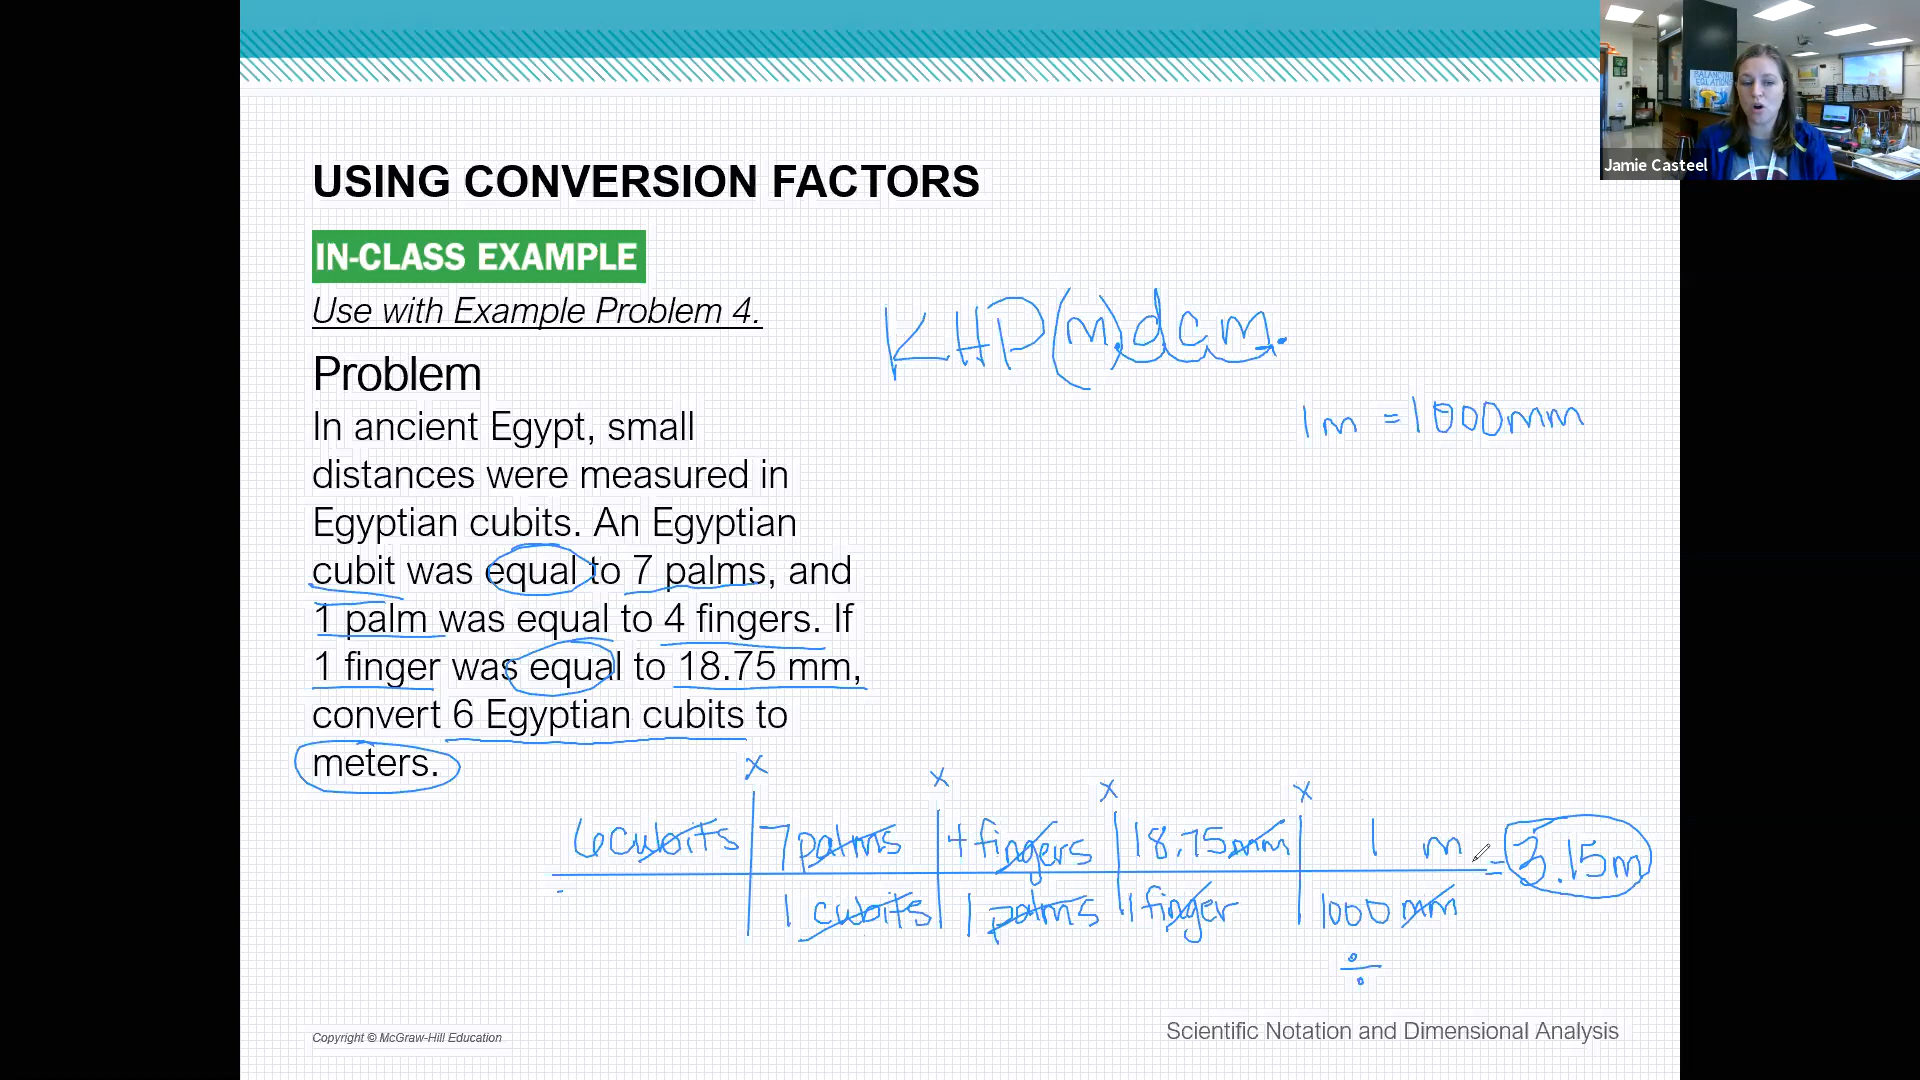 USING CONVERSION FACTORS
IN-CLASS EXAMPLE
Use with Example Problem 4.
Problem
In ancient Egypt, small
distances were measured in
Egyptian cubits. An Egyptian
cubit was equal to 7 palms, and
1 palm was equal to 4 fingers. If
1 finger was equal to 18.75 mm,
convert 6 Egyptian cubits to
meters.
KHD(m)dcm.
1m = 1000mm
x x x x
6 cubits 7 palms 4 fingers 18.75mm 1 m = 3.15m
1 cubits 1 palms 1 finger 1000 mm
÷
Copyright © McGraw-Hill Education
Scientific Notation and Dimensional Analysis
BALANCING
EQUATIONS
Jamie Casteel